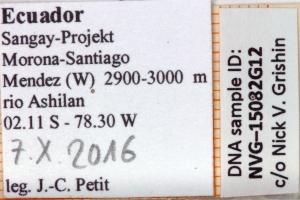 Ecuador
Sangay-Projekt
Morona-Santiago
Mendez (W) 2900-3000 m
rio Ashilan
02.11 S - 78.30 W
7.X.2016
leg. J.-C. Petit
DNA sample ID:
NVG–15082G12
c/o Nick V. Grishin